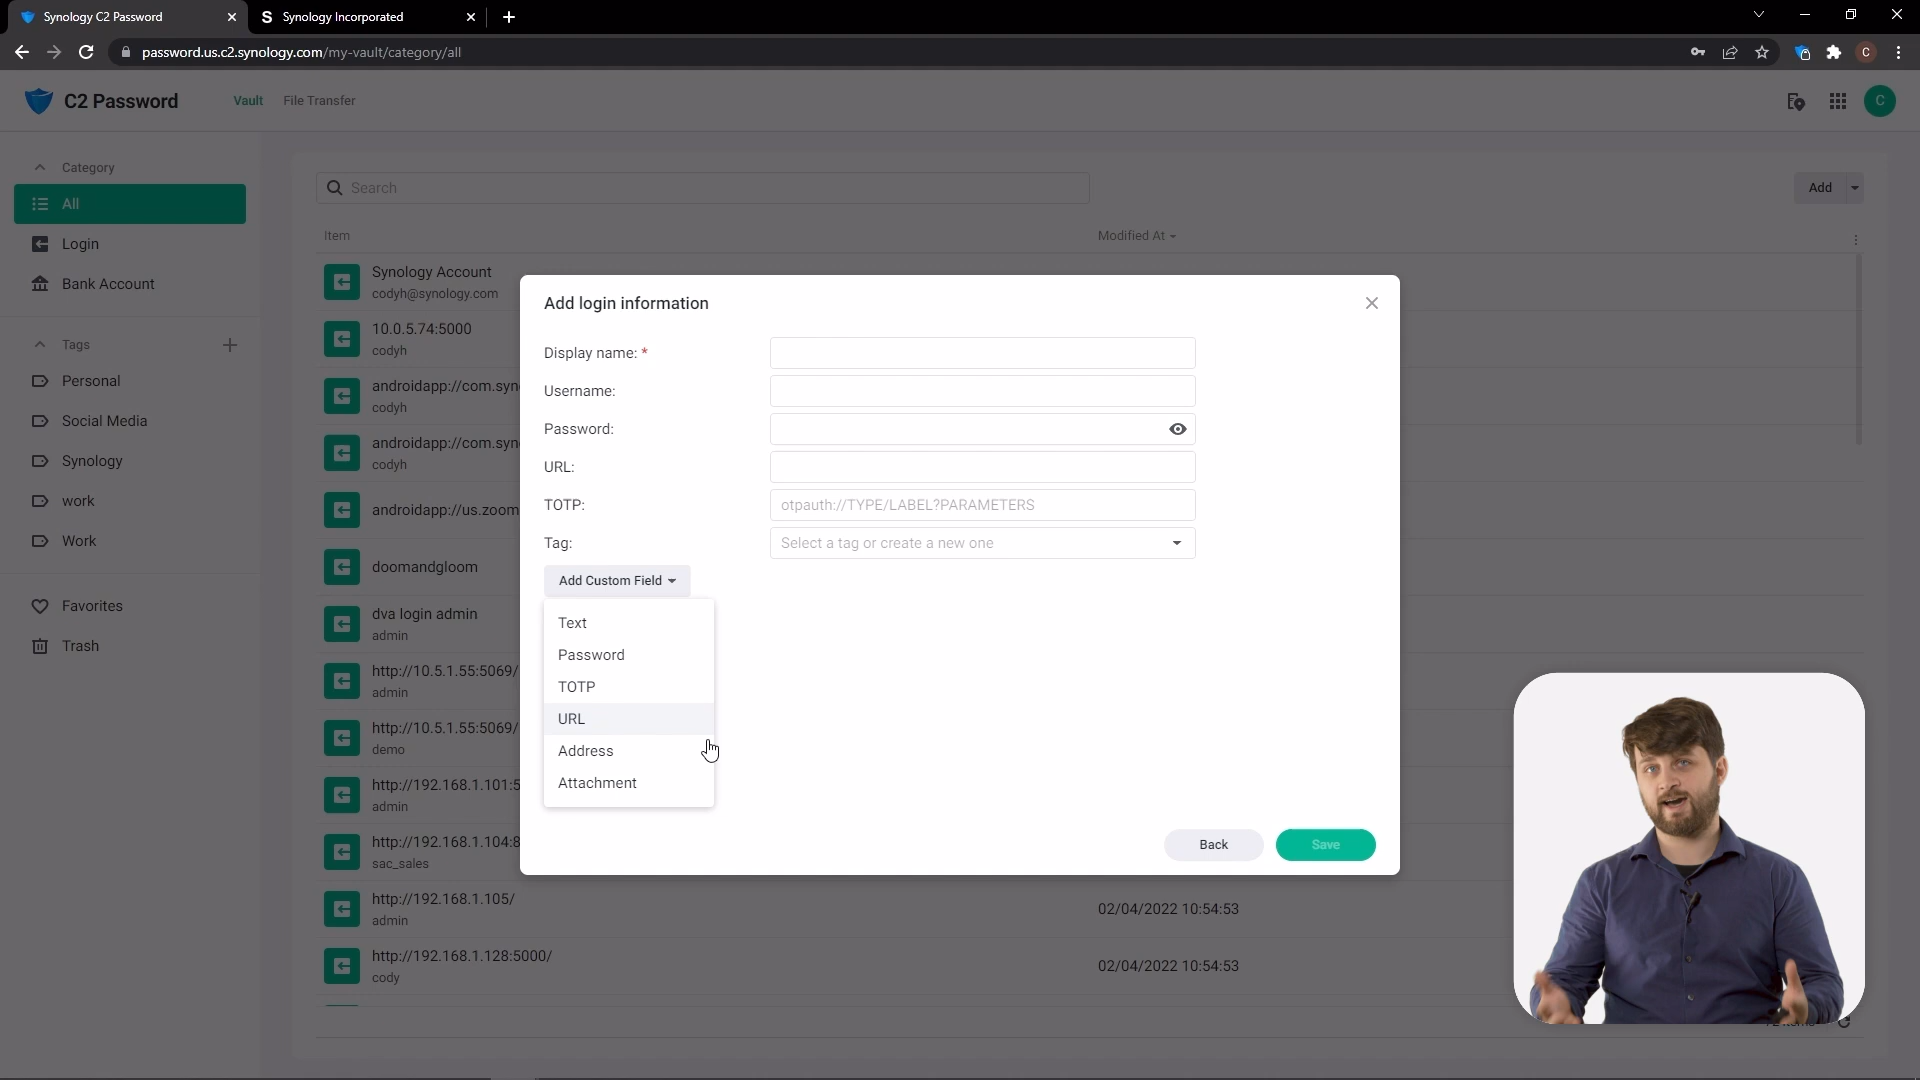 Synology C2 Password
S Synology Incorporated
password.us.c2.synology.com/my-vault/category/all
C
C2 Password
Vault
File Transfer
C
Category
All
Login
Bank Account
Tags
Personal
Social Media
Synology
work
Work
Favorites
Trash
Search
Add
Item
Modified At
Synology Account
codyh@synology.com
10.0.5.74:5000
codyh
androidapp://com.syn
codyh
androidapp://com.syn
codyh
androidapp://us.zoom
doomandgloom
dva login admin
admin
http://10.5.1.55:5069/
admin
http://10.5.1.55:5069/
demo
http://192.168.1.101:5
admin
http://192.168.1.104:8
sac_sales
http://192.168.1.105/
admin
02/04/2022 10:54:53
http://192.168.1.128:5000/
cody
02/04/2022 10:54:53
Add login information
Display name: *
Username:
Password:
URL:
TOTP:
otpauth://TYPE/LABEL?PARAMETERS
Tag:
Select a tag or create a new one
Add Custom Field
Text
Password
TOTP
URL
Address
Attachment
Back
Save